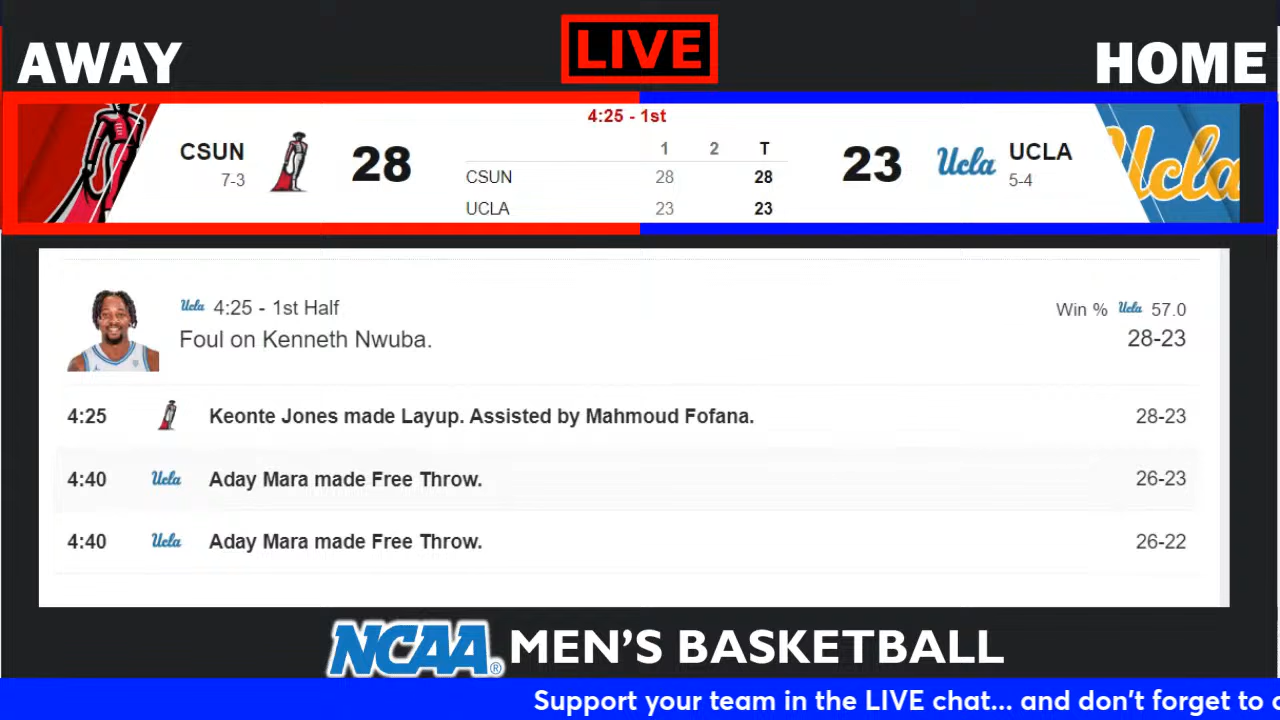 LIVE
AWAY
HOME
4:25 - 1st
CSUN
7-3
28
1 2 T
CSUN 28 28
UCLA 23 23
23
Ucla
UCLA
5-4
Ucla
Ucla 4:25 - 1st Half
Foul on Kenneth Nwuba.
Win % Ucla 57.0
28-23
4:25 Keonte Jones made Layup. Assisted by Mahmoud Fofana. 28-23
4:40 Ucla Aday Mara made Free Throw. 26-23
4:40 Ucla Aday Mara made Free Throw. 26-22
NCAA® MEN'S BASKETBALL
Support your team in the LIVE chat... and don't forget to